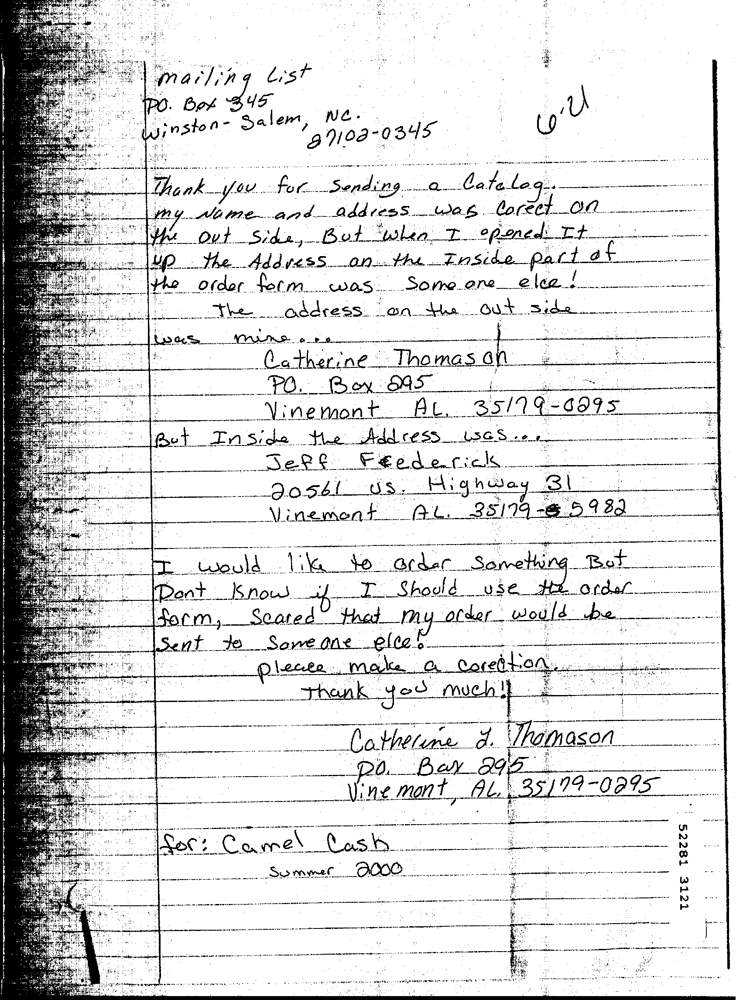 mailing List
PO. Box 345
Winston-Salem, NC.
27102-0345
Thank you for Sending a Catalog.
my Name and address was Corect on
the out Side, But when I opened It
up the Address on the Inside part of
the order form was Some one elce!
The address on the out side
was mine...
Catherine Thomason
PO. Box 295
Vinemont AL. 35179-0295
But Inside the Address was...
Jeff Frederick
20561 US. Highway 31
Vinemont AL. 35179-5982
I would like to order Something But
Dont Know if I Should use the order
form, Scared that my order would be
Sent to Some one elce!
pleace make a corection.
Thank you much!!
Catherine L. Thomason
PO. Box 295
Vinemont, AL. 35179-0295
for: Camel Cash
Summer 2000
52281 3121